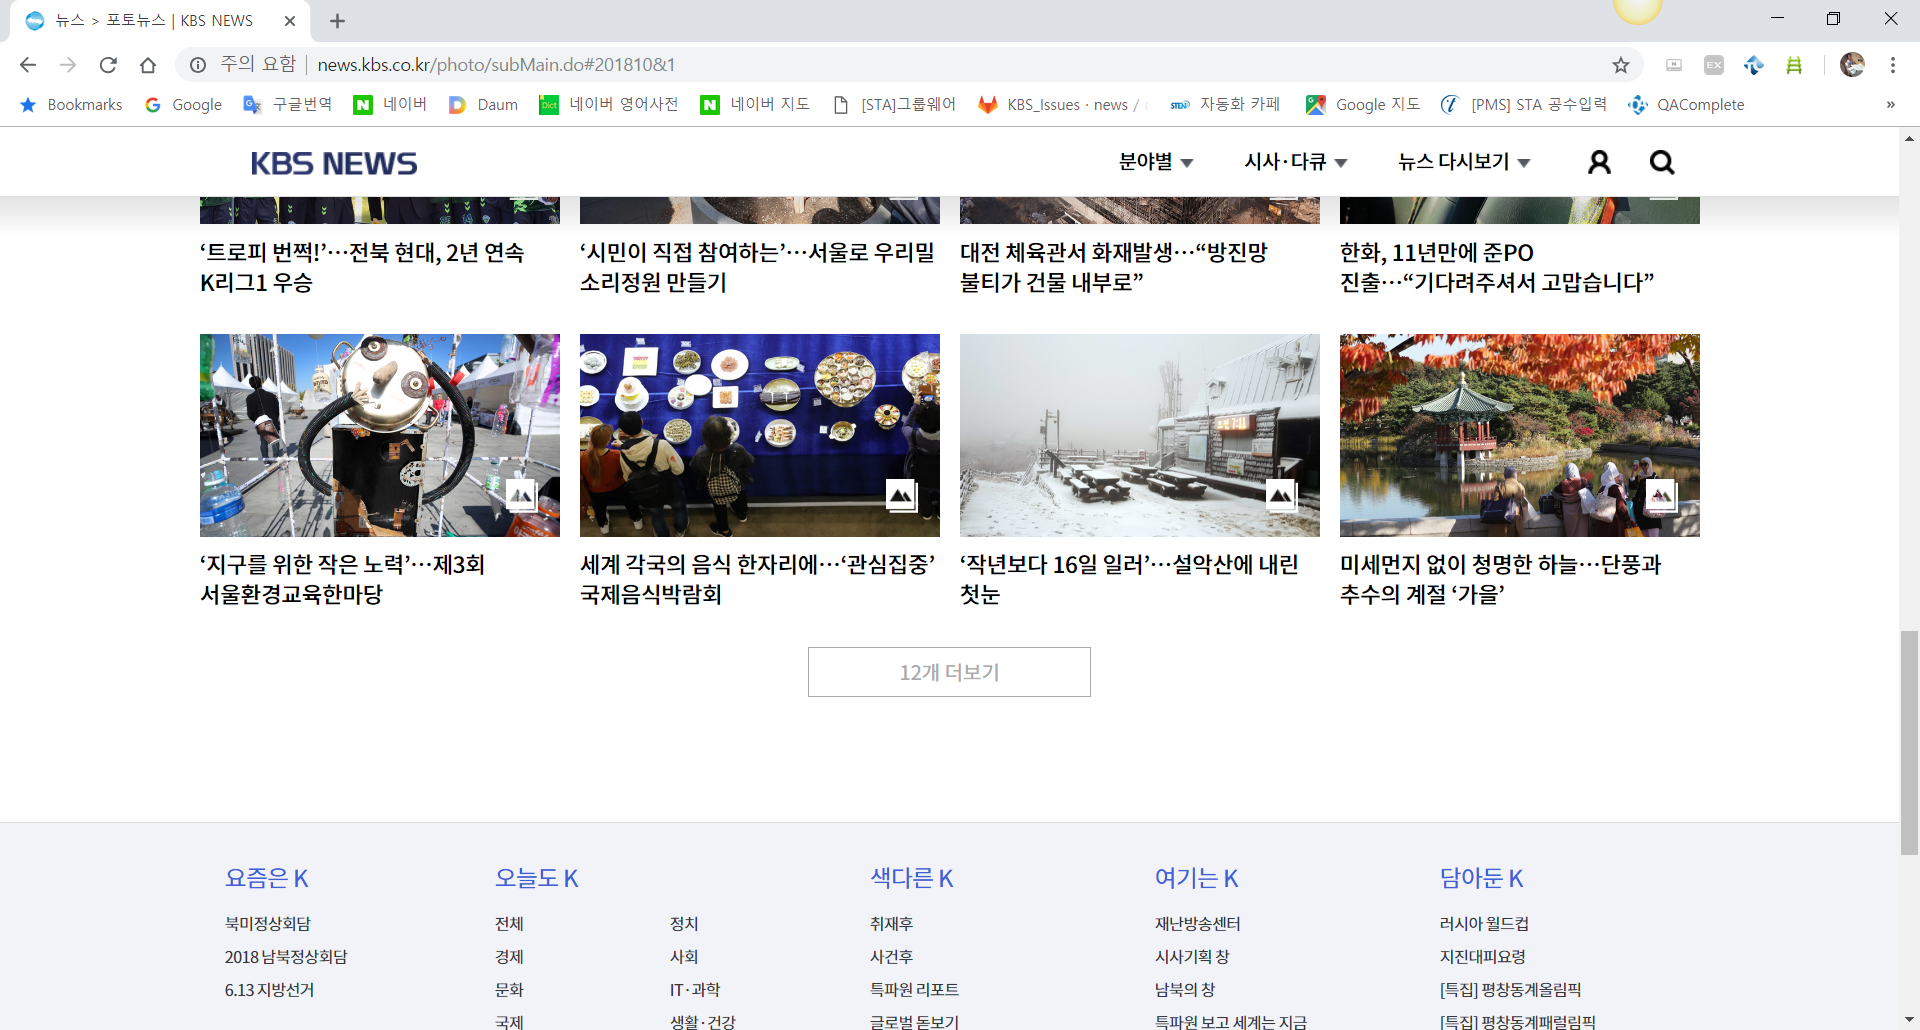 뉴스 > 포토뉴스 | KBS NEWS
주의 요함 | news.kbs.co.kr/photo/subMain.do#201810&1
EX
Bookmarks Google 구글번역 네이버 Daum 네이버 영어사전 네이버 지도 [STA]그룹웨어 KBS_Issues · news / 자동화 카페 Google 지도 [PMS] STA 공수입력 QAComplete »
KBS NEWS 분야별 시사·다큐 뉴스 다시보기
‘트로피 번쩍!’…전북 현대, 2년 연속
K리그1 우승
‘시민이 직접 참여하는’…서울로 우리밀
소리정원 만들기
대전 체육관서 화재발생…“방진망
불티가 건물 내부로”
한화, 11년만에 준PO
진출…“기다려주셔서 고맙습니다”
‘지구를 위한 작은 노력’…제3회
서울환경교육한마당
세계 각국의 음식 한자리에…‘관심집중’
국제음식박람회
‘작년보다 16일 일러’…설악산에 내린
첫눈
미세먼지 없이 청명한 하늘…단풍과
추수의 계절 ‘가을’
12개 더보기
요즘은 K
북미정상회담
2018 남북정상회담
6.13 지방선거
오늘도 K
전체 정치
경제 사회
문화 IT·과학
국제 생활·건강
색다른 K
취재후
사건후
특파원 리포트
글로벌 돋보기
여기는 K
재난방송센터
시사기획 창
남북의 창
특파원 보고 세계는 지금
담아둔 K
러시아 월드컵
지진대피요령
[특집] 평창동계올림픽
[특집] 평창동계패럴림픽